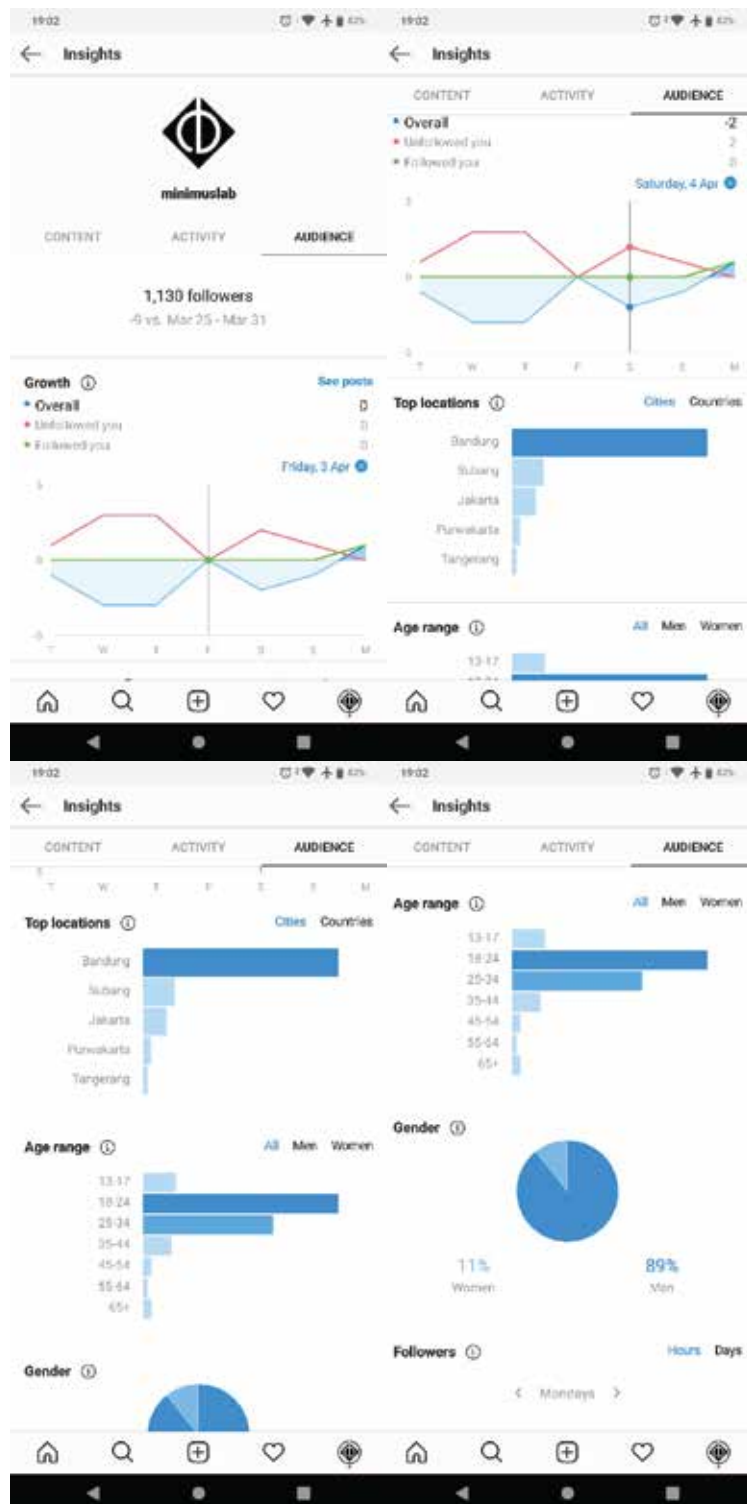 19:02
Insights
minimuslab
CONTENT ACTIVITY AUDIENCE
1,130 followers
-9 vs. Mar 25 - Mar 31
Growth See posts
Overall 0
Unfollowed you 0
Followed you 0
Friday, 3 Apr
5
0
-5
T W T F S S M
19:02
Insights
CONTENT ACTIVITY AUDIENCE
Overall -2
Unfollowed you 2
Followed you 0
Saturday, 4 Apr
5
0
T W T F S S M
Top locations Cities Countries
Bandung
Subang
Jakarta
Purwakarta
Tangerang
Age range All Men Women
13-17
19:02
Insights
CONTENT ACTIVITY AUDIENCE
T W T F S S M
Top locations Cities Countries
Bandung
Subang
Jakarta
Purwakarta
Tangerang
Age range All Men Women
13-17
18-24
25-34
35-44
45-54
55-64
65+
Gender
19:02
Insights
CONTENT ACTIVITY AUDIENCE
Age range All Men Women
13-17
18-24
25-34
35-44
45-54
55-64
65+
Gender
11% 89%
Women Men
Followers Hours Days
< Mondays >